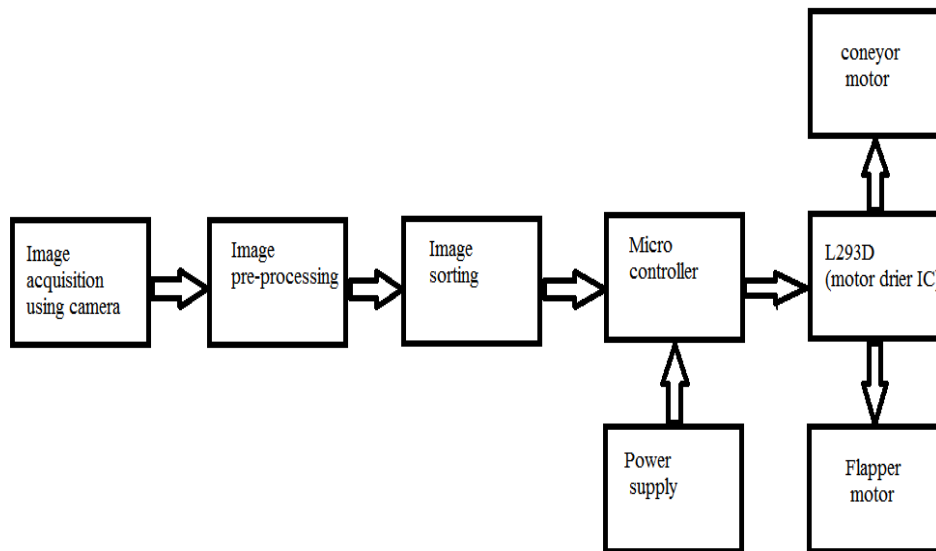 coneyor
motor
Image
acquisition
using camera
Image
pre-processing
Image
sorting
Micro
controller
L293D
(motor drier IC)
Power
supply
Flapper
motor